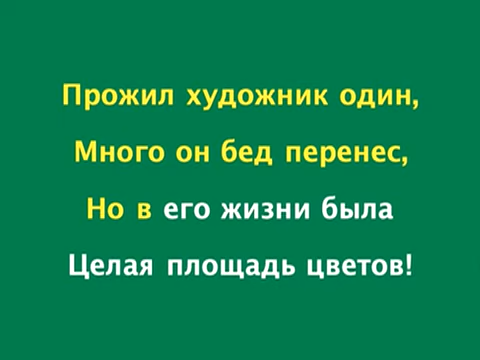 Прожил художник один,
Много он бед перенес,
Но в его жизни была
Целая площадь цветов!